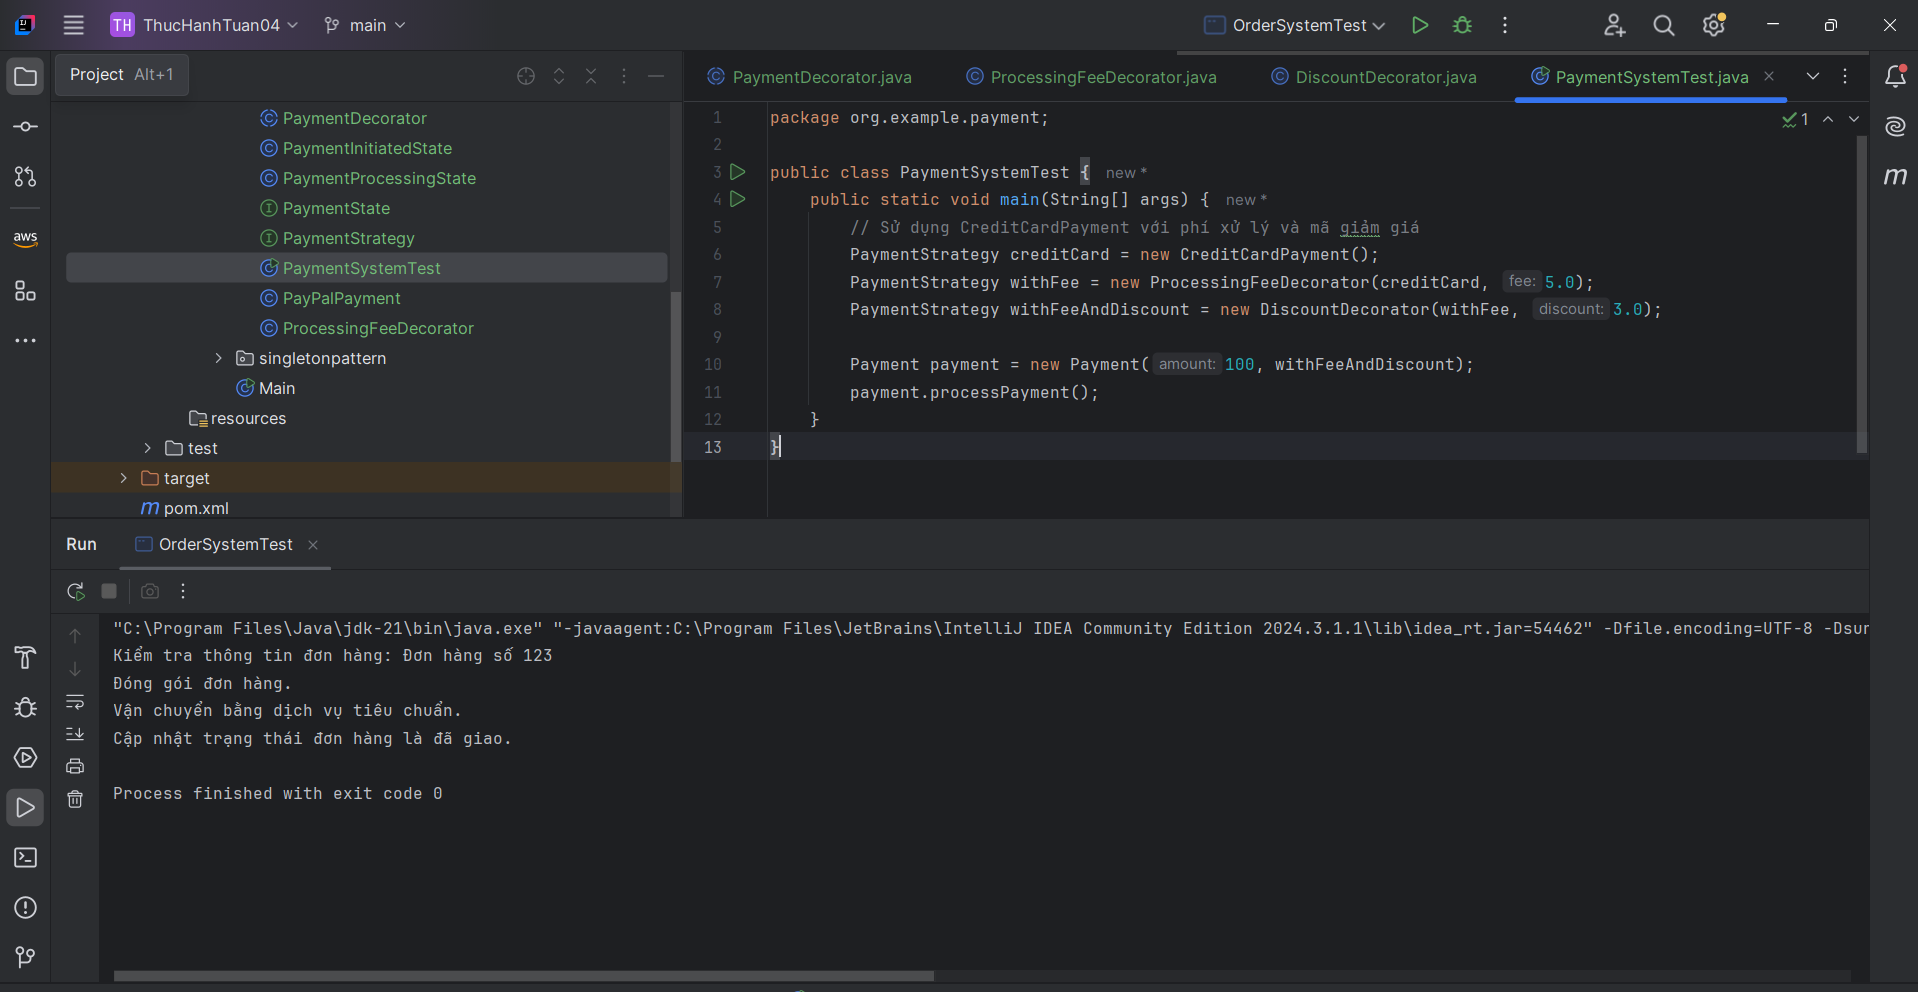 TH ThucHanhTuan04 main OrderSystemTest
Project Alt+1
PaymentDecorator.java ProcessingFeeDecorator.java DiscountDecorator.java PaymentSystemTest.java
PaymentDecorator
PaymentInitiatedState
PaymentProcessingState
PaymentState
PaymentStrategy
PaymentSystemTest
PayPalPayment
ProcessingFeeDecorator
singletonpattern
Main
resources
test
target
m pom.xml
aws
m
1
1 package org.example.payment;
2
3 public class PaymentSystemTest { new *
4 public static void main(String[] args) { new *
5 // Sử dụng CreditCardPayment với phí xử lý và mã giảm giá
6 PaymentStrategy creditCard = new CreditCardPayment();
7 PaymentStrategy withFee = new ProcessingFeeDecorator(creditCard, fee: 5.0);
8 PaymentStrategy withFeeAndDiscount = new DiscountDecorator(withFee, discount: 3.0);
9
10 Payment payment = new Payment( amount: 100, withFeeAndDiscount);
11 payment.processPayment();
12 }
13 }
Run OrderSystemTest
"C:\Program Files\Java\jdk-21\bin\java.exe" "-javaagent:C:\Program Files\JetBrains\IntelliJ IDEA Community Edition 2024.3.1.1\lib\idea_rt.jar=54462" -Dfile.encoding=UTF-8 -Dsur
Kiểm tra thông tin đơn hàng: Đơn hàng số 123
Đóng gói đơn hàng.
Vận chuyển bằng dịch vụ tiêu chuẩn.
Cập nhật trạng thái đơn hàng là đã giao.
Process finished with exit code 0